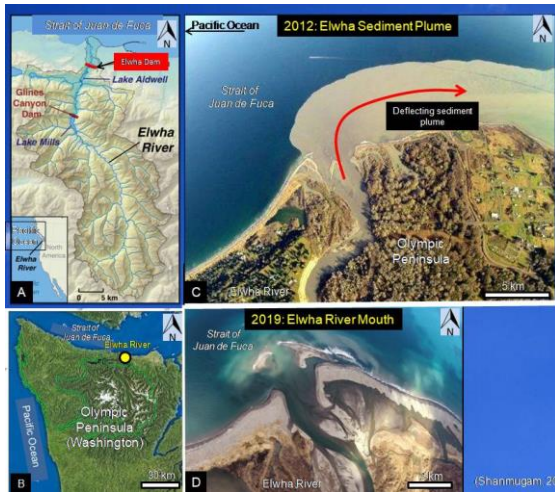 Strait of Juan de Fuca
N
Elwha Dam
Lake Aldwell
Glines
Canyon
Dam
Lake Mills
Elwha
River
North
America
Elwha
River
0 5 km
A
Pacific Ocean
2012: Elwha Sediment Plume
N
Strait of
Juan de Fuca
Deflecting sediment
plume
Olympic
Peninsula
Elwha River
C
5 km
Strait of
Juan de Fuca
Elwha River
N
Pacific Ocean
Olympic
Peninsula
(Washington)
B
30 km
2019: Elwha River Mouth
Strait of
Juan de Fuca
N
Elwha River
D
(Shanmugam